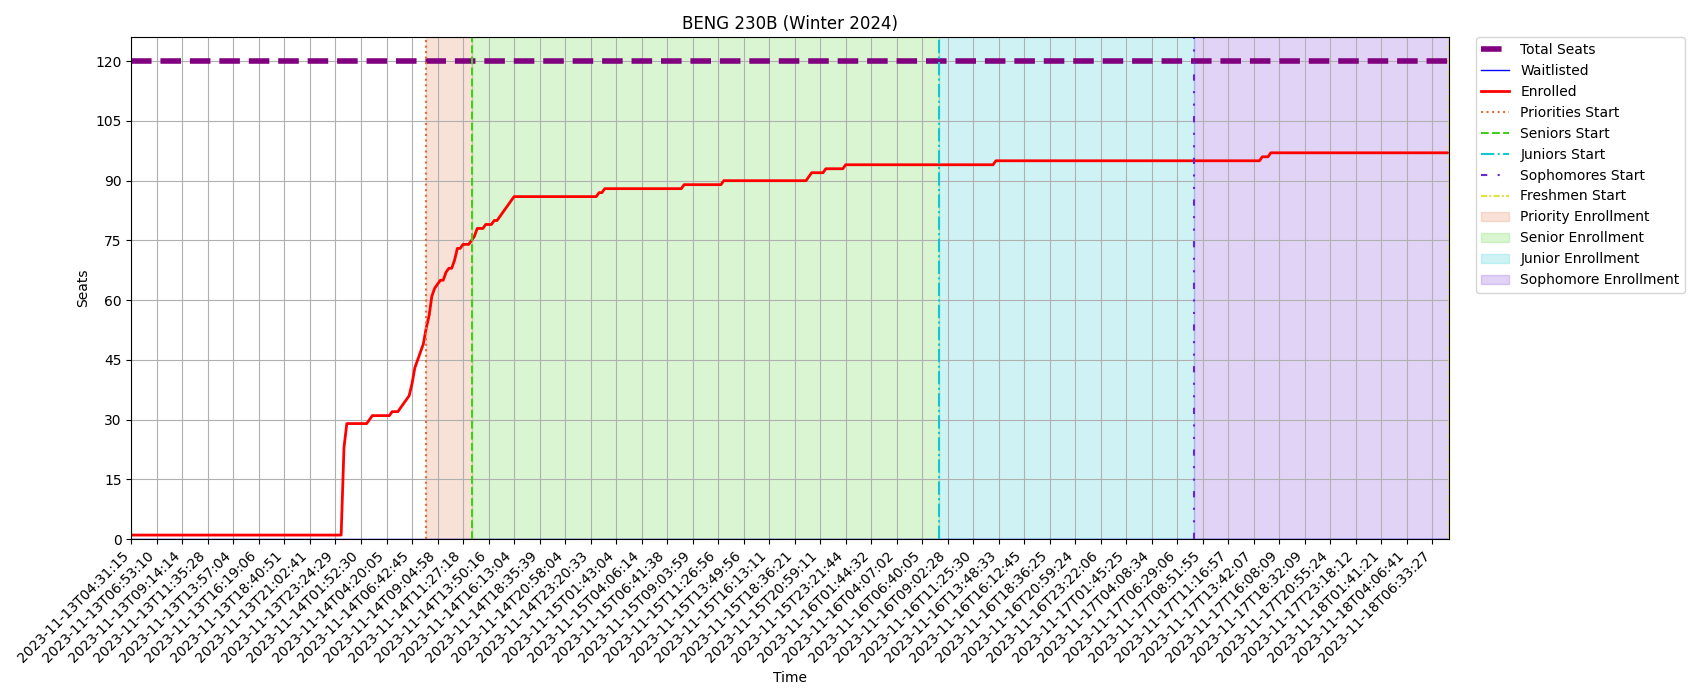 BENG 230B (Winter 2024)
Seats
120
105
90
75
60
45
30
15
0
2023-11-13T04:31:15
2023-11-13T06:53:10
2023-11-13T09:14:14
2023-11-13T11:35:28
2023-11-13T13:57:04
2023-11-13T16:19:06
2023-11-13T18:40:51
2023-11-13T21:02:41
2023-11-13T23:24:29
2023-11-14T01:52:30
2023-11-14T04:20:05
2023-11-14T06:42:45
2023-11-14T09:04:58
2023-11-14T11:27:18
2023-11-14T13:50:16
2023-11-14T16:13:04
2023-11-14T18:35:39
2023-11-14T20:58:04
2023-11-14T23:20:33
2023-11-15T01:43:04
2023-11-15T04:06:14
2023-11-15T06:41:38
2023-11-15T09:03:59
2023-11-15T11:26:56
2023-11-15T13:49:56
2023-11-15T16:13:11
2023-11-15T18:36:21
2023-11-15T20:59:11
2023-11-15T23:21:44
2023-11-16T01:44:32
2023-11-16T04:07:02
2023-11-16T06:40:05
2023-11-16T09:02:28
2023-11-16T11:25:30
2023-11-16T13:48:33
2023-11-16T16:12:45
2023-11-16T18:36:25
2023-11-16T20:59:24
2023-11-16T23:22:06
2023-11-17T01:45:25
2023-11-17T04:08:34
2023-11-17T06:29:06
2023-11-17T08:51:55
2023-11-17T11:16:57
2023-11-17T13:42:07
2023-11-17T16:08:09
2023-11-17T18:32:09
2023-11-17T20:55:24
2023-11-17T23:18:12
2023-11-18T01:41:21
2023-11-18T04:06:41
2023-11-18T06:33:27
Time
Total Seats
Waitlisted
Enrolled
Priorities Start
Seniors Start
Juniors Start
Sophomores Start
Freshmen Start
Priority Enrollment
Senior Enrollment
Junior Enrollment
Sophomore Enrollment